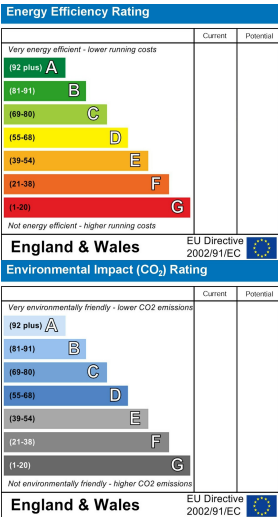 Energy Efficiency Rating
Current Potential
Very energy efficient - lower running costs
(92 plus) A
(81-91) B
(69-80) C
(55-68) D
(39-54) E
(21-38) F
(1-20) G
Not energy efficient - higher running costs
England & Wales
EU Directive
2002/91/EC
Environmental Impact (CO₂) Rating
Current Potential
Very environmentally friendly - lower CO2 emissions
(92 plus) A
(81-91) B
(69-80) C
(55-68) D
(39-54) E
(21-38) F
(1-20) G
Not environmentally friendly - higher CO2 emissions
England & Wales
EU Directive
2002/91/EC